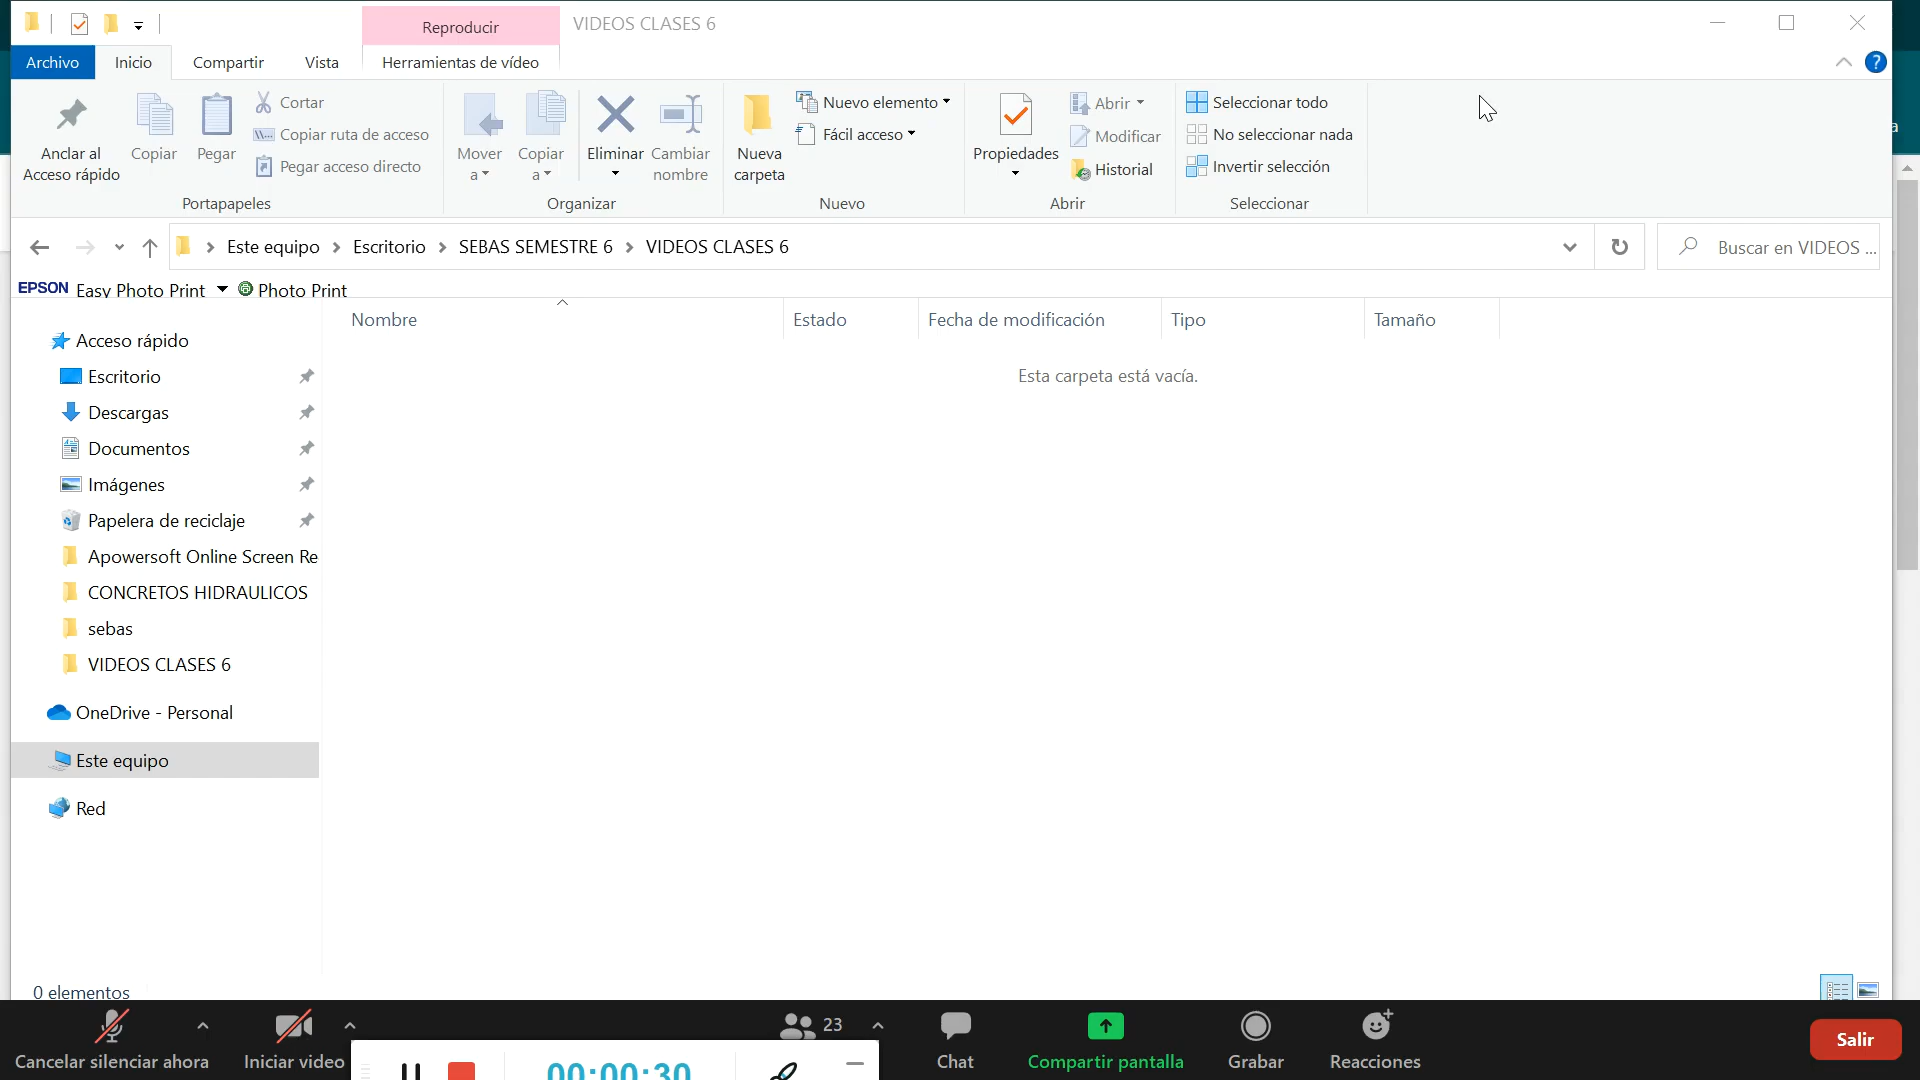 Reproducir
VIDEOS CLASES 6
Archivo
Inicio
Compartir
Vista
Herramientas de vídeo
Anclar al
Acceso rápido
Copiar
Pegar
Cortar
Copiar ruta de acceso
Pegar acceso directo
Portapapeles
Mover
a
Copiar
a
Eliminar
Cambiar
nombre
Organizar
Nueva
carpeta
Nuevo elemento
Fácil acceso
Nuevo
Propiedades
Abrir
Modificar
Historial
Abrir
Seleccionar todo
No seleccionar nada
Invertir selección
Seleccionar
Este equipo > Escritorio > SEBAS SEMESTRE 6 > VIDEOS CLASES 6
Buscar en VIDEOS ...
EPSON Easy Photo Print
Photo Print
Nombre
Estado
Fecha de modificación
Tipo
Tamaño
Esta carpeta está vacía.
Acceso rápido
Escritorio
Descargas
Documentos
Imágenes
Papelera de reciclaje
Apowersoft Online Screen Re
CONCRETOS HIDRAULICOS
sebas
VIDEOS CLASES 6
OneDrive - Personal
Este equipo
Red
0 elementos
Cancelar silenciar ahora
Iniciar video
00:00:30
23
Chat
Compartir pantalla
Grabar
Reacciones
Salir